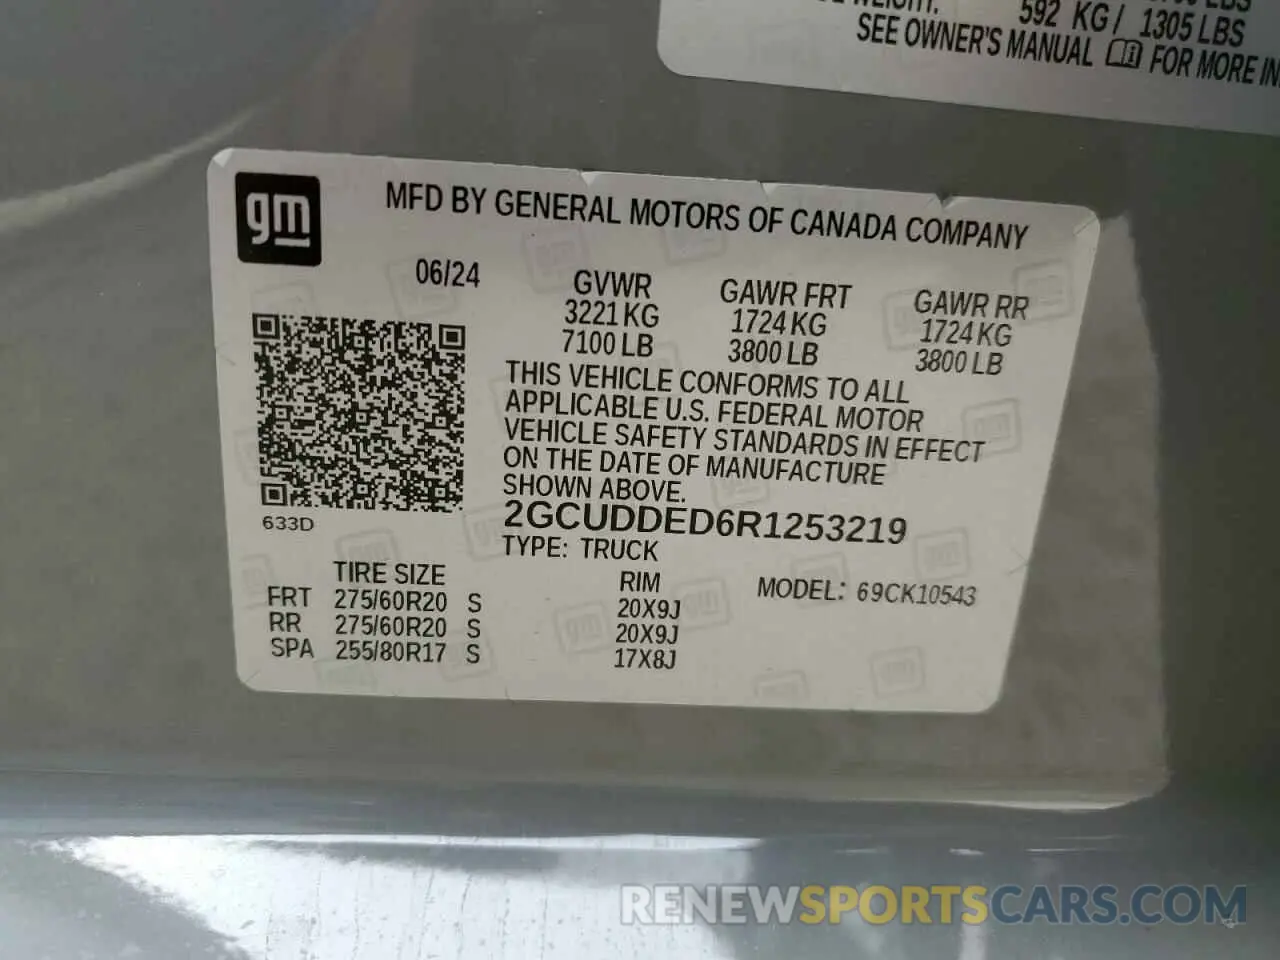 592 KG/ 1305 LBS
SEE OWNER'S MANUAL FOR MORE
gm
MFD BY GENERAL MOTORS OF CANADA COMPANY
06/24
GVWR GAWR FRT GAWR RR
3221 KG 1724 KG 1724 KG
7100 LB 3800 LB 3800 LB
THIS VEHICLE CONFORMS TO ALL
APPLICABLE U.S. FEDERAL MOTOR
VEHICLE SAFETY STANDARDS IN EFFECT
ON THE DATE OF MANUFACTURE
SHOWN ABOVE.
633D
2GCUDDED6R1253219
TYPE: TRUCK
TIRE SIZE RIM MODEL: 69CK10543
FRT 275/60R20 S 20X9J
RR 275/60R20 S 20X9J
SPA 255/80R17 S 17X8J
RENEWSPORTSCARS.COM